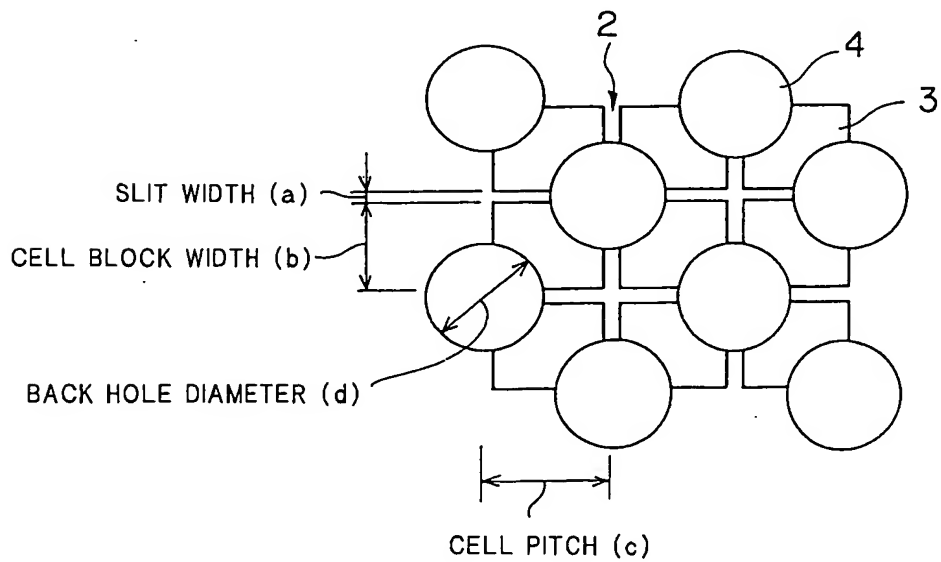 2
4
3
SLIT WIDTH (a)
CELL BLOCK WIDTH (b)
BACK HOLE DIAMETER (d)
CELL PITCH (c)